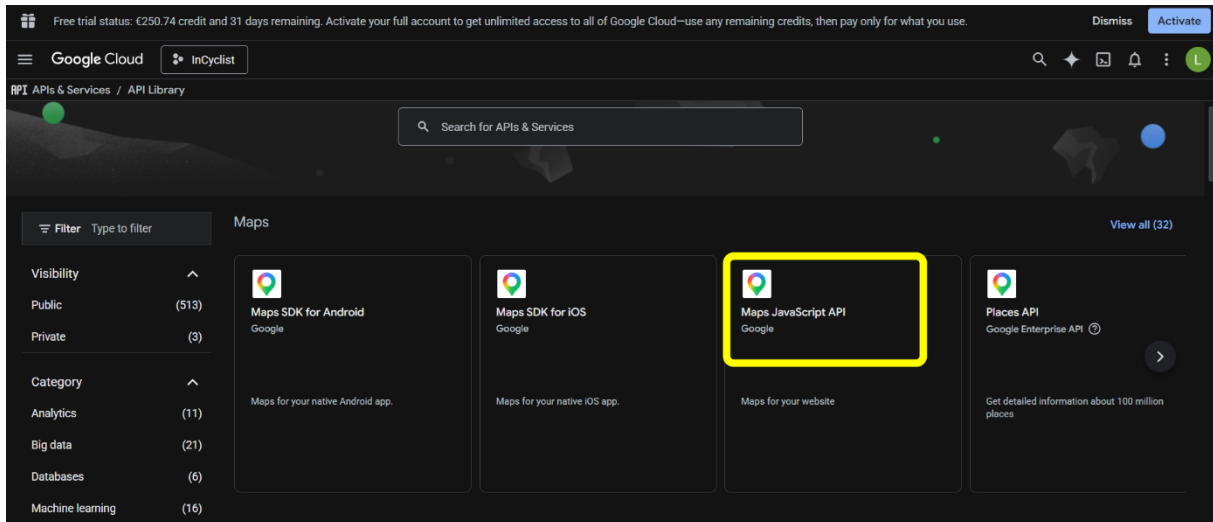 Free trial status: €250.74 credit and 31 days remaining. Activate your full account to get unlimited access to all of Google Cloud—use any remaining credits, then pay only for what you use.
Dismiss
Activate
Google Cloud
InCyclist
L
API APIs & Services / API Library
Search for APIs & Services
Filter Type to filter
Maps
View all (32)
Visibility
Public (513)
Private (3)
Category
Analytics (11)
Big data (21)
Databases (6)
Machine learning (16)
Maps SDK for Android
Google
Maps for your native Android app.
Maps SDK for iOS
Google
Maps for your native iOS app.
Maps JavaScript API
Google
Maps for your website
Places API
Google Enterprise API
Get detailed information about 100 million
places